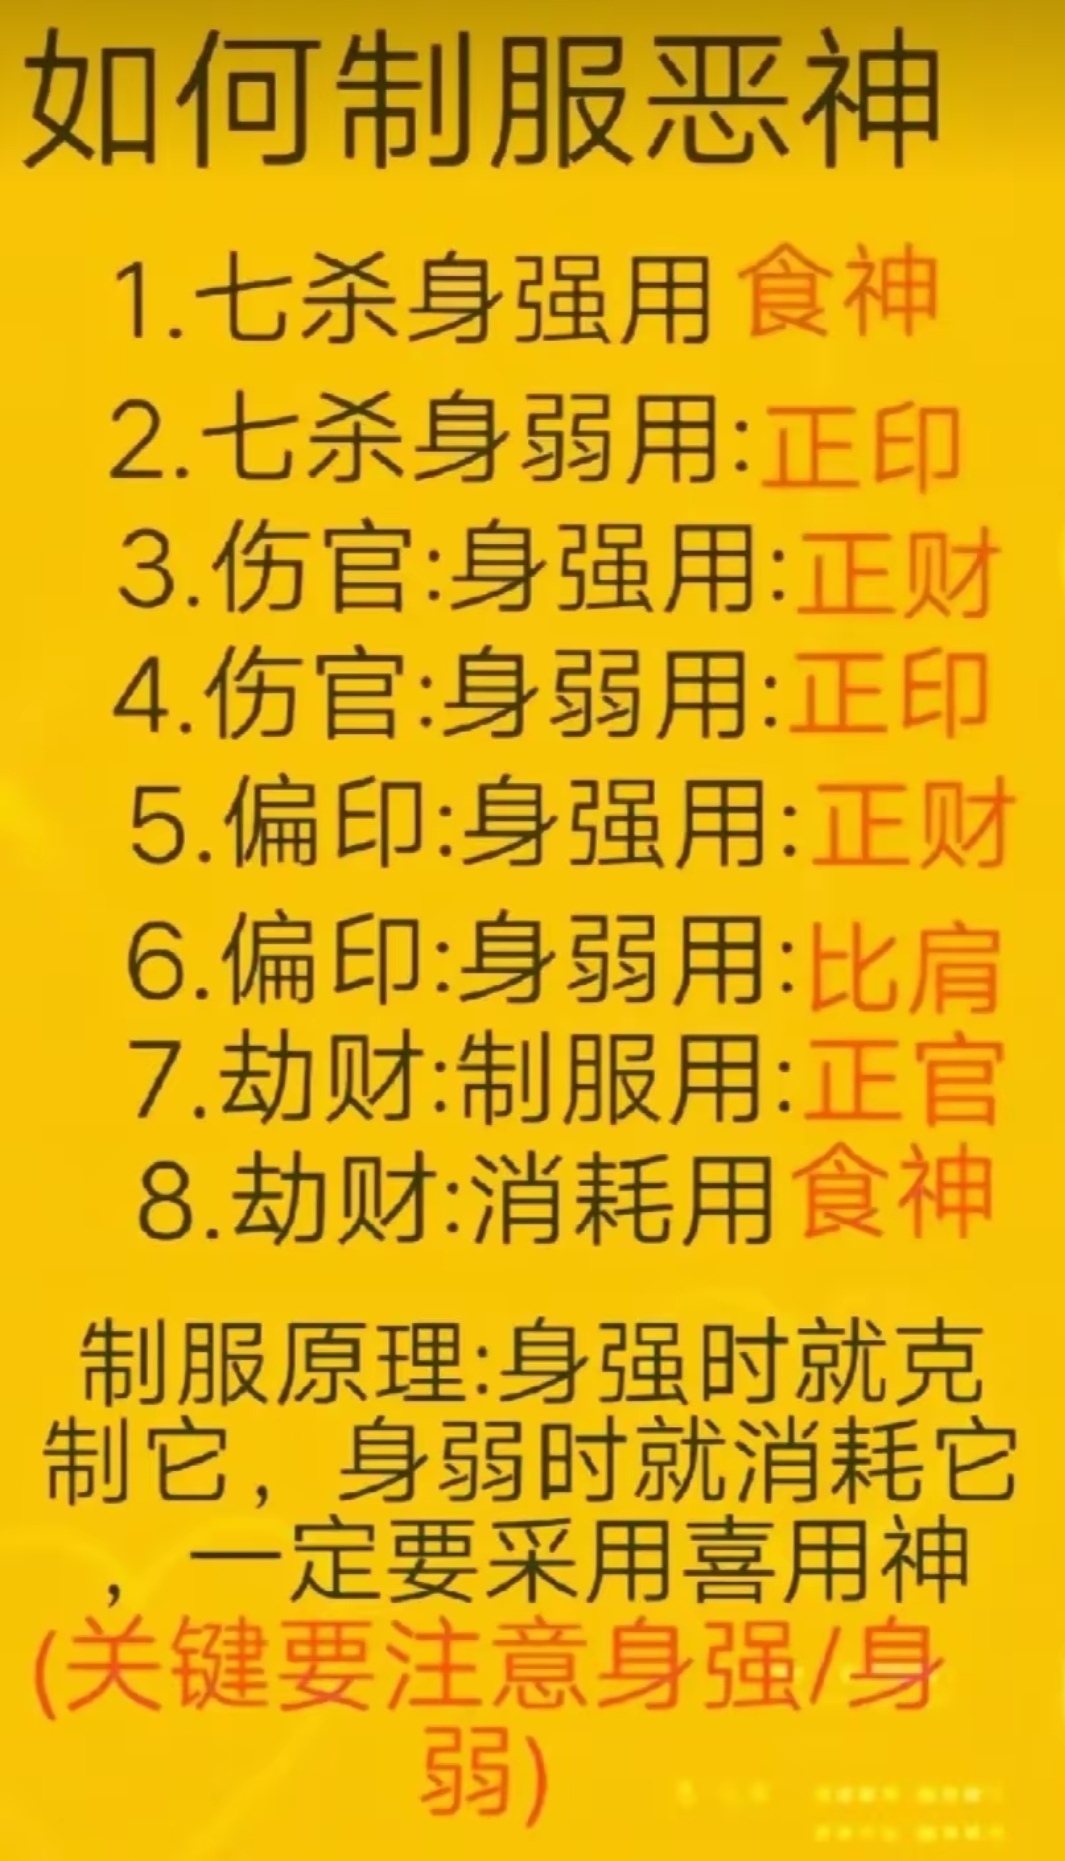 如何制服恶神
1.七杀身强用食神
2.七杀身弱用:正印
3.伤官:身强用:正财
4.伤官:身弱用:正印
5.偏印:身强用:正财
6.偏印:身弱用:比肩
7.劫财:制服用:正官
8.劫财:消耗用食神
制服原理:身强时就克
制它，身弱时就消耗它
，一定要采用喜用神
(关键要注意身强/身
弱)